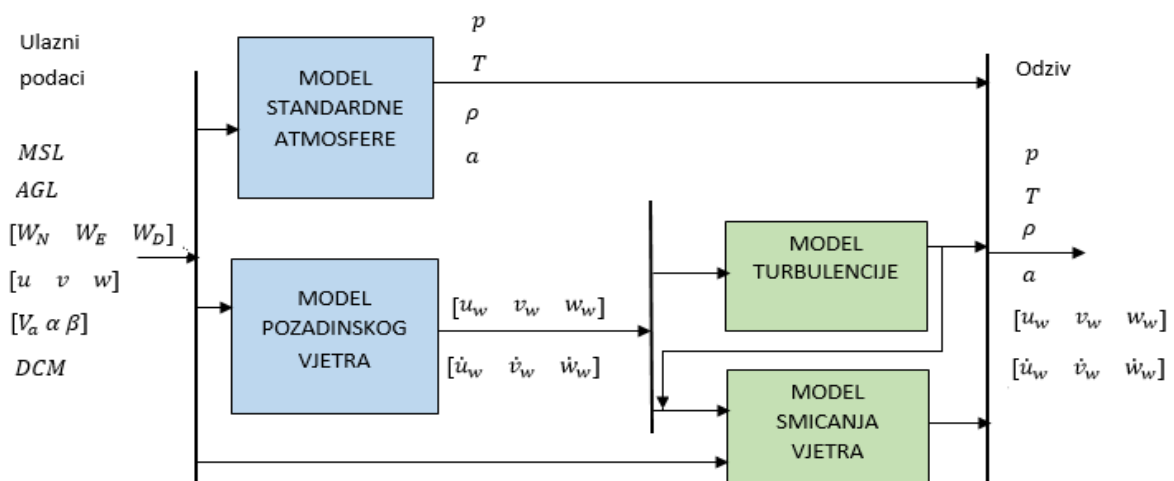 Ulazni
podaci
MSL
AGL
[W_N W_E W_D]
[u v w]
[V_a α β]
DCM
MODEL
STANDARDNE
ATMOSFERE
p
T
ρ
a
MODEL
POZADINSKOG
VJETRA
[u_w v_w w_w]
[u̇_w v̇_w ẇ_w]
MODEL
TURBULENCIJE
MODEL
SMICANJA
VJETRA
Odziv
p
T
ρ
a
[u_w v_w w_w]
[u̇_w v̇_w ẇ_w]